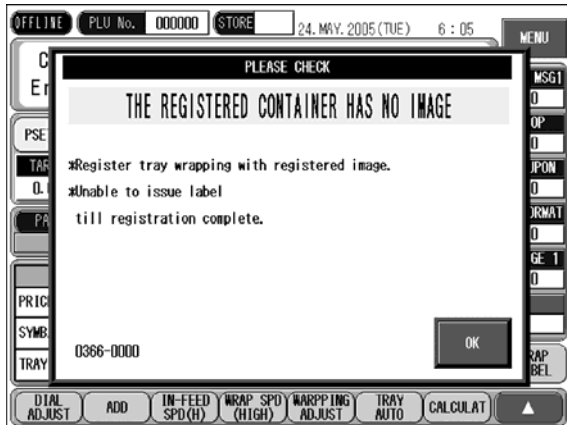 OFFLINE PLU No. 000000 STORE 24. MAY. 2005(TUE) 6 : 05 MENU
PLEASE CHECK
THE REGISTERED CONTAINER HAS NO IMAGE
MSG1
0
OP
0
PSE
*Register tray wrapping with registered image.
*Unable to issue label
till registration complete.
TAR
UPON
0
0.
PA
ORMAT
0
GE 1
0
PRIC
SYMB
TRAY
0366-0000
OK
RAP
BEL
DIAL ADJUST ADD IN-FEED SPD(H) WRAP SPD (HIGH) WARPPING ADJUST TRAY AUTO CALCULAT ▲